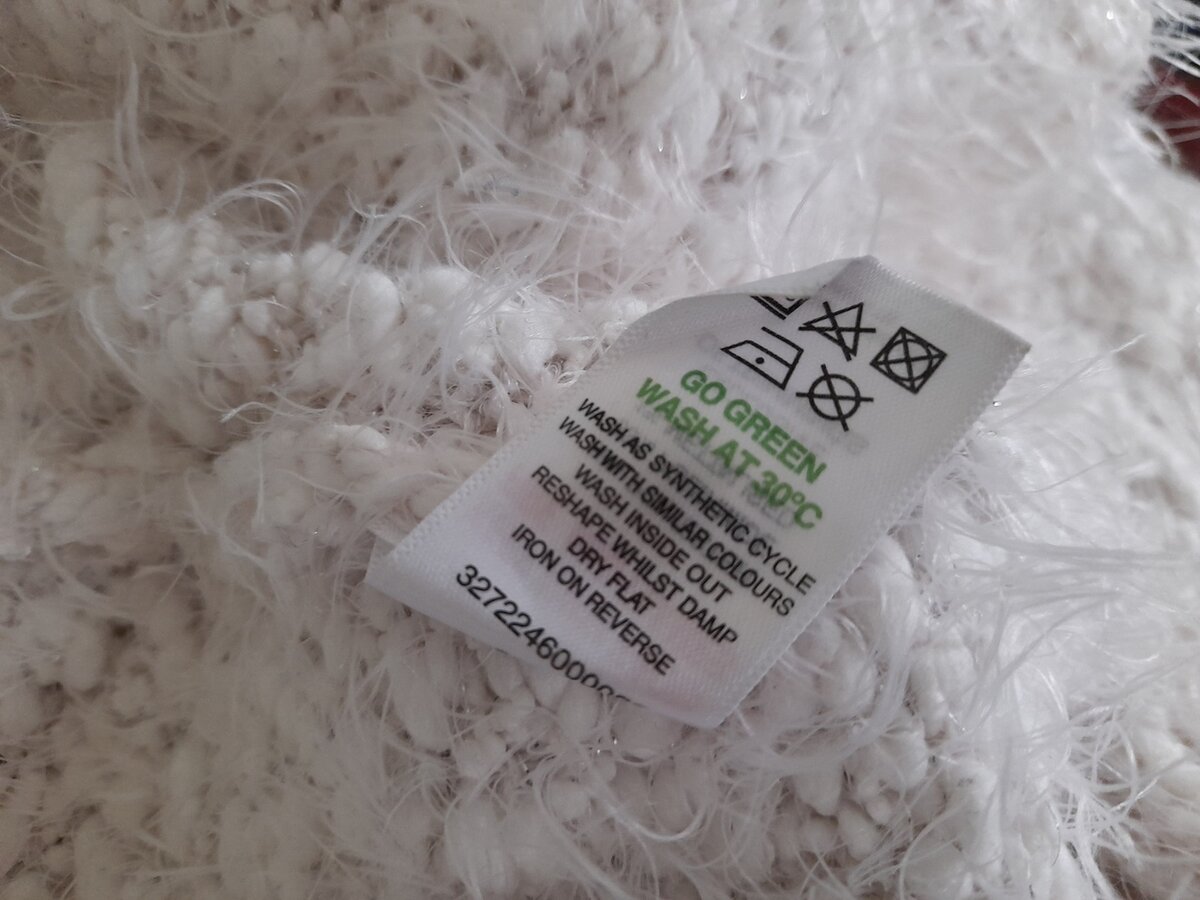 GO GREEN
WASH AT 30°C
WASH AS SYNTHETIC CYCLE
WASH WITH SIMILAR COLOURS
WASH INSIDE OUT
RESHAPE WHILST DAMP
DRY FLAT
IRON ON REVERSE